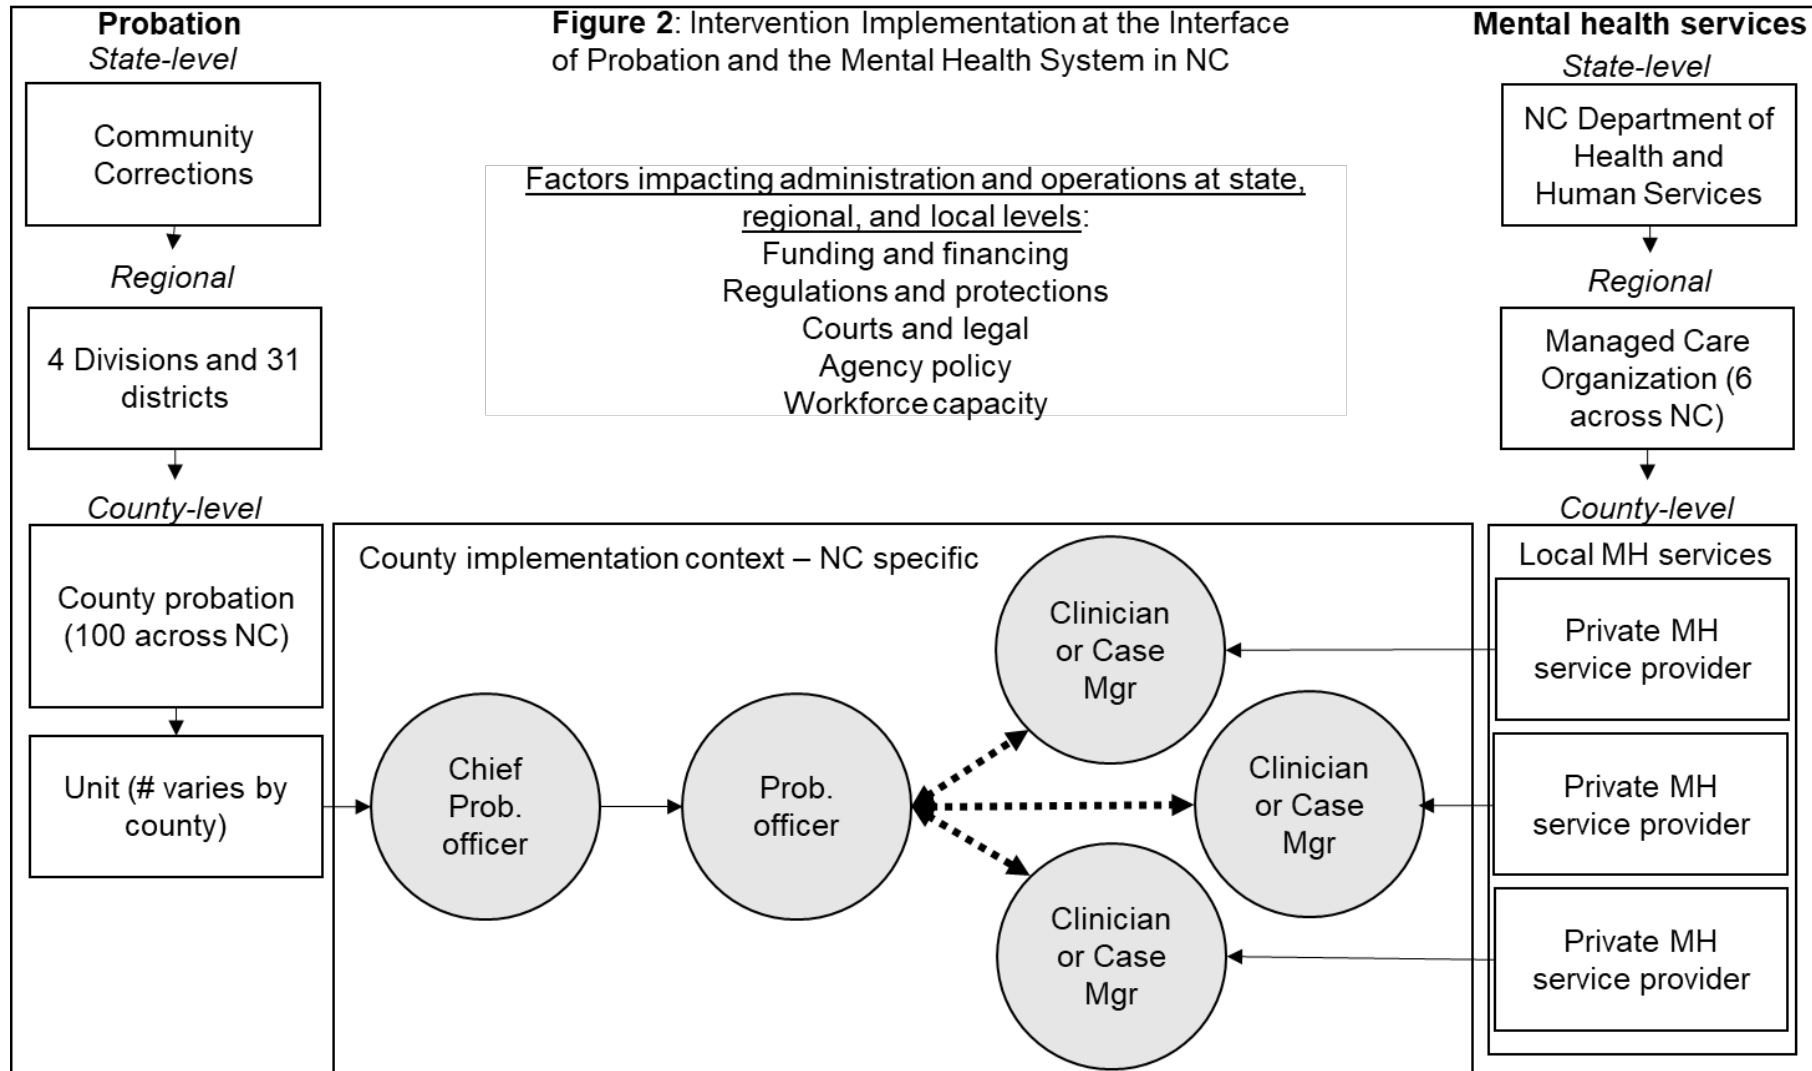 Probation
State-level
Community
Corrections
Regional
4 Divisions and 31
districts
County-level
County probation
(100 across NC)
Unit (# varies by
county)
Figure 2: Intervention Implementation at the Interface
of Probation and the Mental Health System in NC
Factors impacting administration and operations at state,
regional, and local levels:
Funding and financing
Regulations and protections
Courts and legal
Agency policy
Workforce capacity
County implementation context – NC specific
Chief
Prob.
officer
Prob.
officer
Clinician
or Case
Mgr
Clinician
or Case
Mgr
Clinician
or Case
Mgr
Mental health services
State-level
NC Department of
Health and
Human Services
Regional
Managed Care
Organization (6
across NC)
County-level
Local MH services
Private MH
service provider
Private MH
service provider
Private MH
service provider